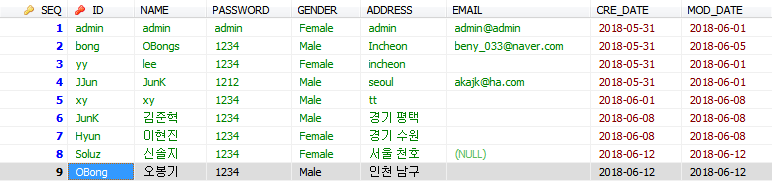 SEQ ID NAME PASSWORD GENDER ADDRESS EMAIL CRE_DATE MOD_DATE
1 admin admin admin Female admin admin@admin 2018-05-31 2018-06-01
2 bong OBongs 1234 Male Incheon beny_033@naver.com 2018-05-31 2018-06-05
3 yy lee 1234 Female incheon 2018-05-31 2018-06-01
4 JJun JunK 1212 Male seoul akajk@ha.com 2018-05-31 2018-06-01
5 xy xy 1234 Male tt 2018-06-01 2018-06-08
6 JunK 김준혁 1234 Male 경기 평택 2018-06-08 2018-06-08
7 Hyun 이현진 1234 Female 경기 수원 2018-06-08 2018-06-08
8 Soluz 신솔지 1234 Female 서울 천호 (NULL) 2018-06-12 2018-06-12
9 OBong 오봉기 1234 Male 인천 남구 2018-06-12 2018-06-12